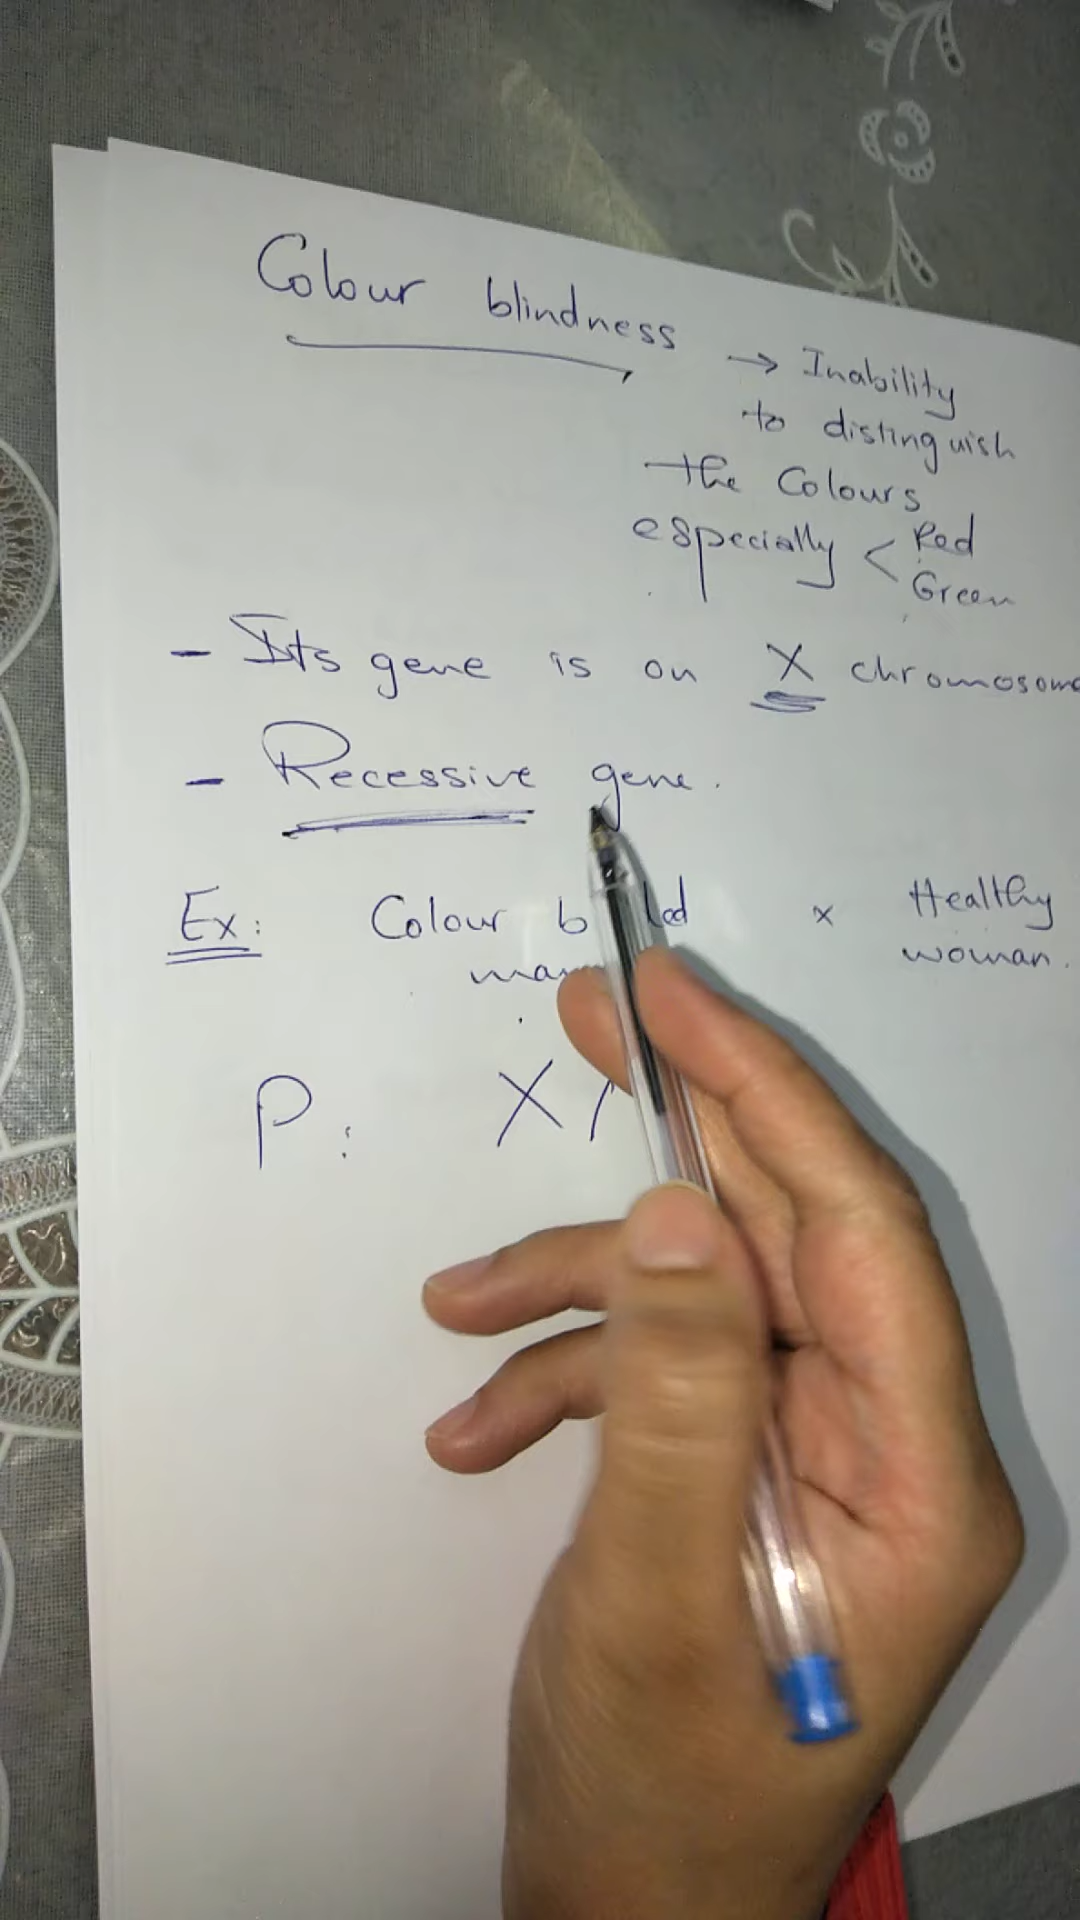 Colour blindness → Inability
to distinguish
the Colours
especially < Red
Green
- Its gene is on X chromosome
- Recessive gene.
Ex: Colour x Healthy
woman.
P: X